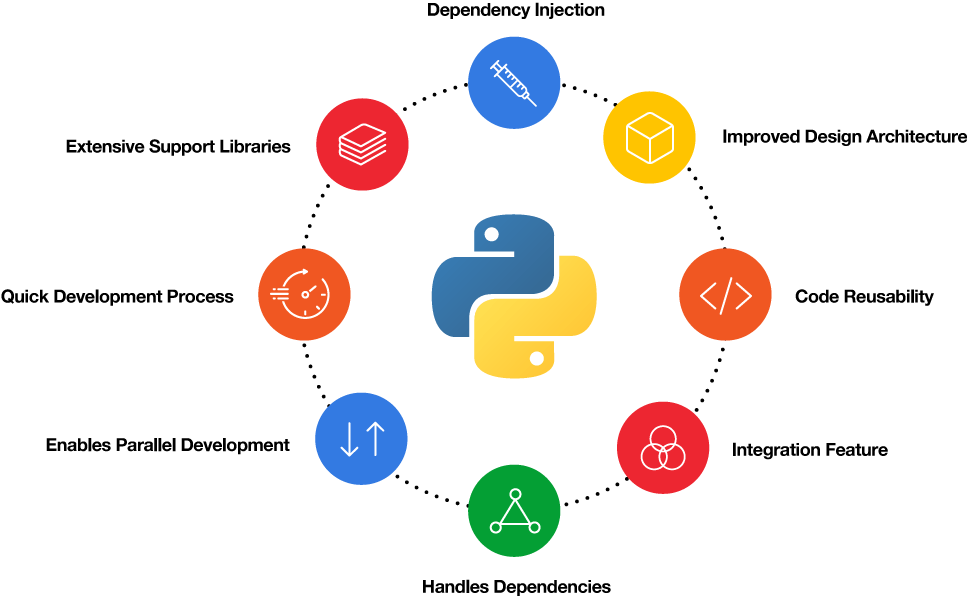 Dependency Injection
Improved Design Architecture
Extensive Support Libraries
Quick Development Process
Code Reusability
Enables Parallel Development
Integration Feature
Handles Dependencies